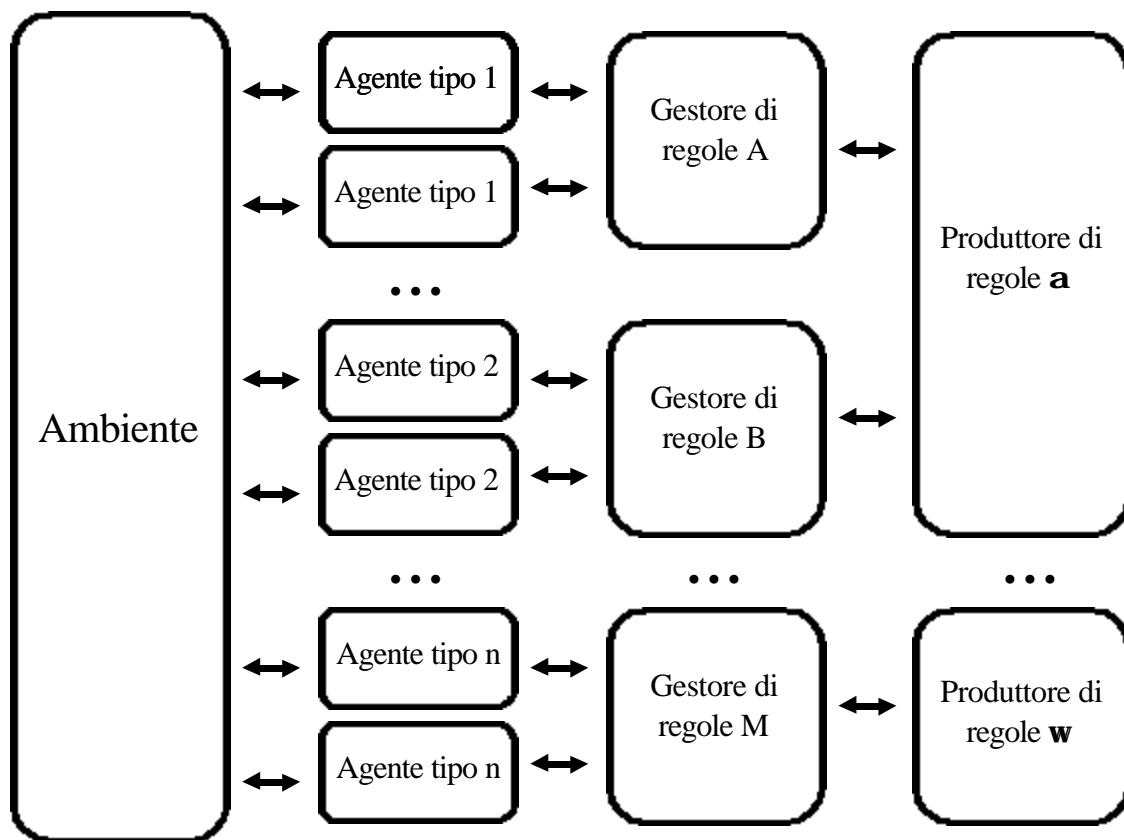 Ambiente
Agente tipo 1
Agente tipo 1
...
Agente tipo 2
Agente tipo 2
...
Agente tipo n
Agente tipo n
Gestore di
regole A
Gestore di
regole B
...
Gestore di
regole M
Produttore di
regole a
...
Produttore di
regole w